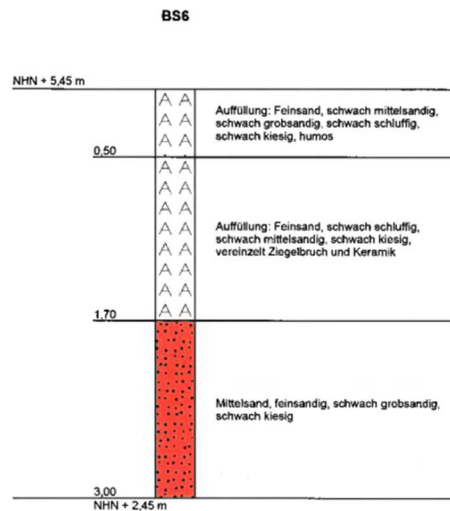 BS6
NHN + 5,45 m
Auffüllung: Feinsand, schwach mittelsandig,
schwach grobsandig, schwach schluffig,
schwach kiesig, humos
0,50
Auffüllung: Feinsand, schwach schluffig,
schwach mittelsandig, schwach kiesig,
vereinzelt Ziegelbruch und Keramik
1,70
Mittelsand, feinsandig, schwach grobsandig,
schwach kiesig
3,00
NHN + 2,45 m